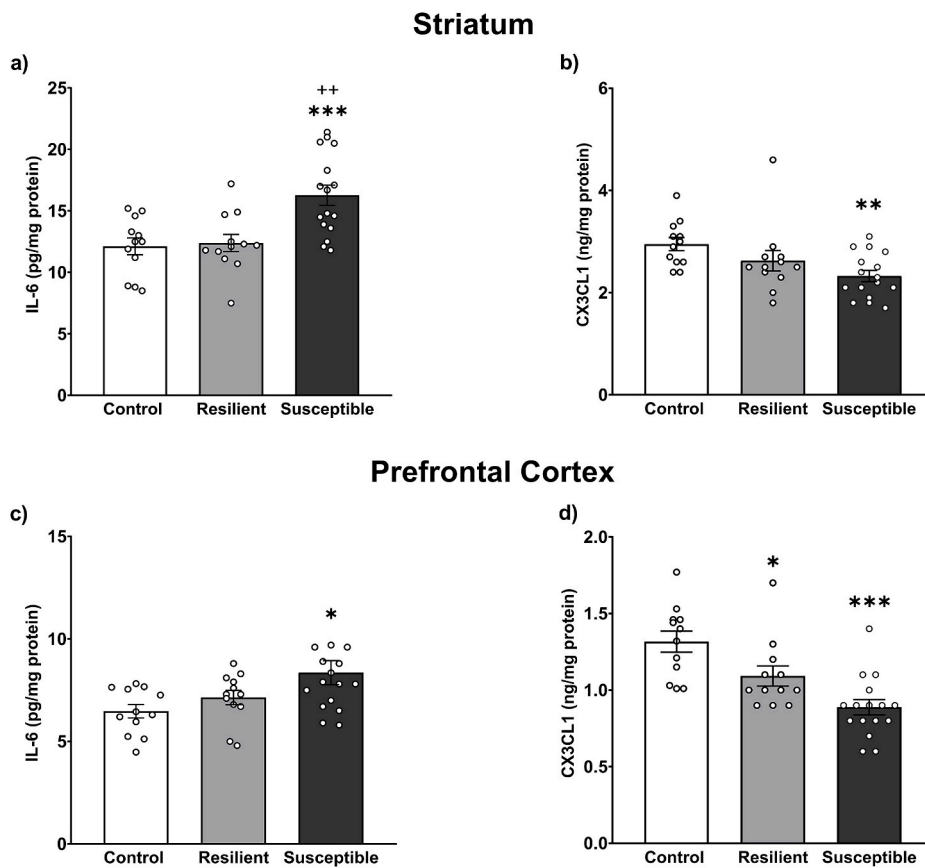 Striatum
a)
b)
IL-6 (pg/mg protein)
25
20
15
10
5
0
++
***
Control Resilient Susceptible
CX3CL1 (ng/mg protein)
6
4
2
0
**
Control Resilient Susceptible
Prefrontal Cortex
c)
d)
IL-6 (pg/mg protein)
15
10
5
0
*
Control Resilient Susceptible
CX3CL1 (ng/mg protein)
2.0
1.5
1.0
0.5
0.0
*
***
Control Resilient Susceptible